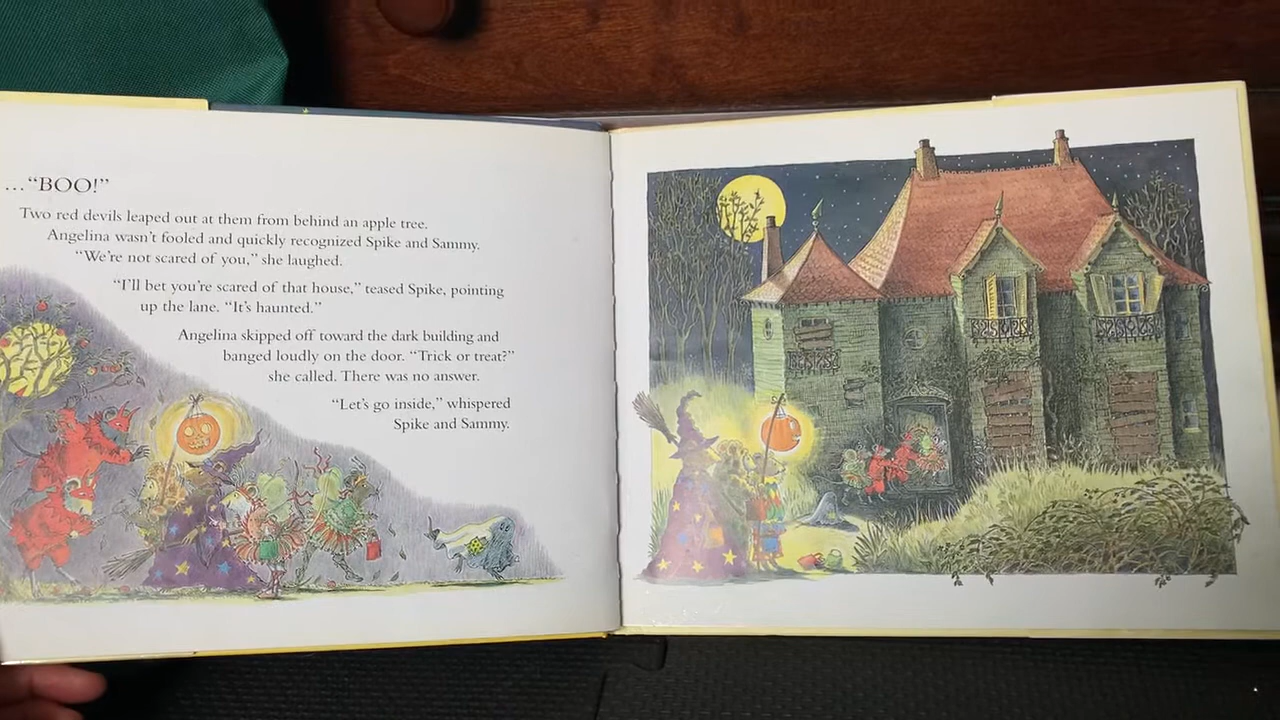 …“BOO!”
Two red devils leaped out at them from behind an apple tree.
Angelina wasn’t fooled and quickly recognized Spike and Sammy.
“We’re not scared of you,” she laughed.
“I’ll bet you’re scared of that house,” teased Spike, pointing
up the lane. “It’s haunted.”
Angelina skipped off toward the dark building and
banged loudly on the door. “Trick or treat?”
she called. There was no answer.
“Let’s go inside,” whispered
Spike and Sammy.